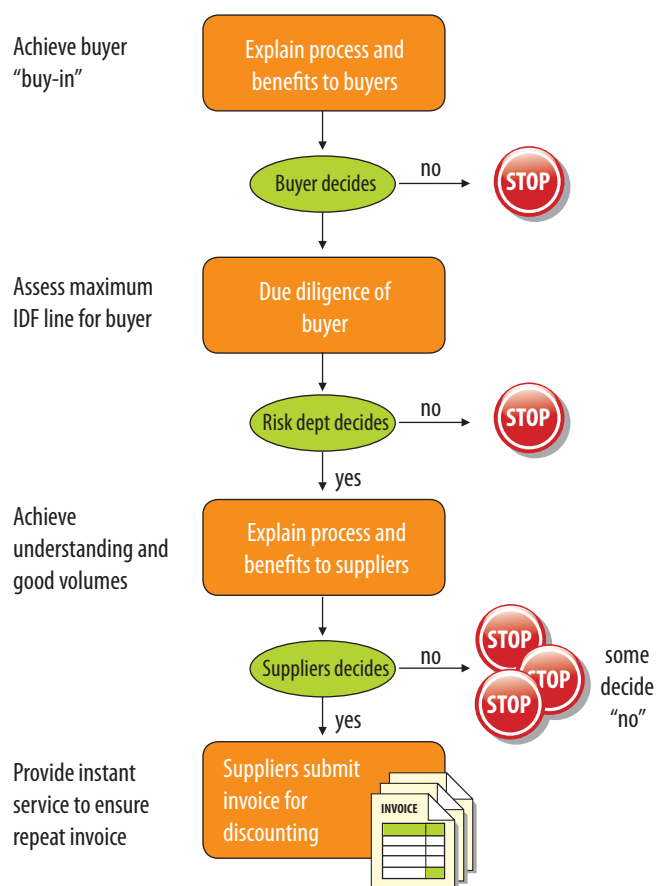 Achieve buyer
“buy-in”
Explain process and
benefits to buyers
Buyer decides
no
STOP
Assess maximum
IDF line for buyer
Due diligence of
buyer
Risk dept decides
no
STOP
yes
Achieve
understanding and
good volumes
Explain process and
benefits to suppliers
Suppliers decides
no
STOP
STOP
STOP
some
decide
“no”
yes
Provide instant
service to ensure
repeat invoice
Suppliers submit
invoice for
discounting
INVOICE